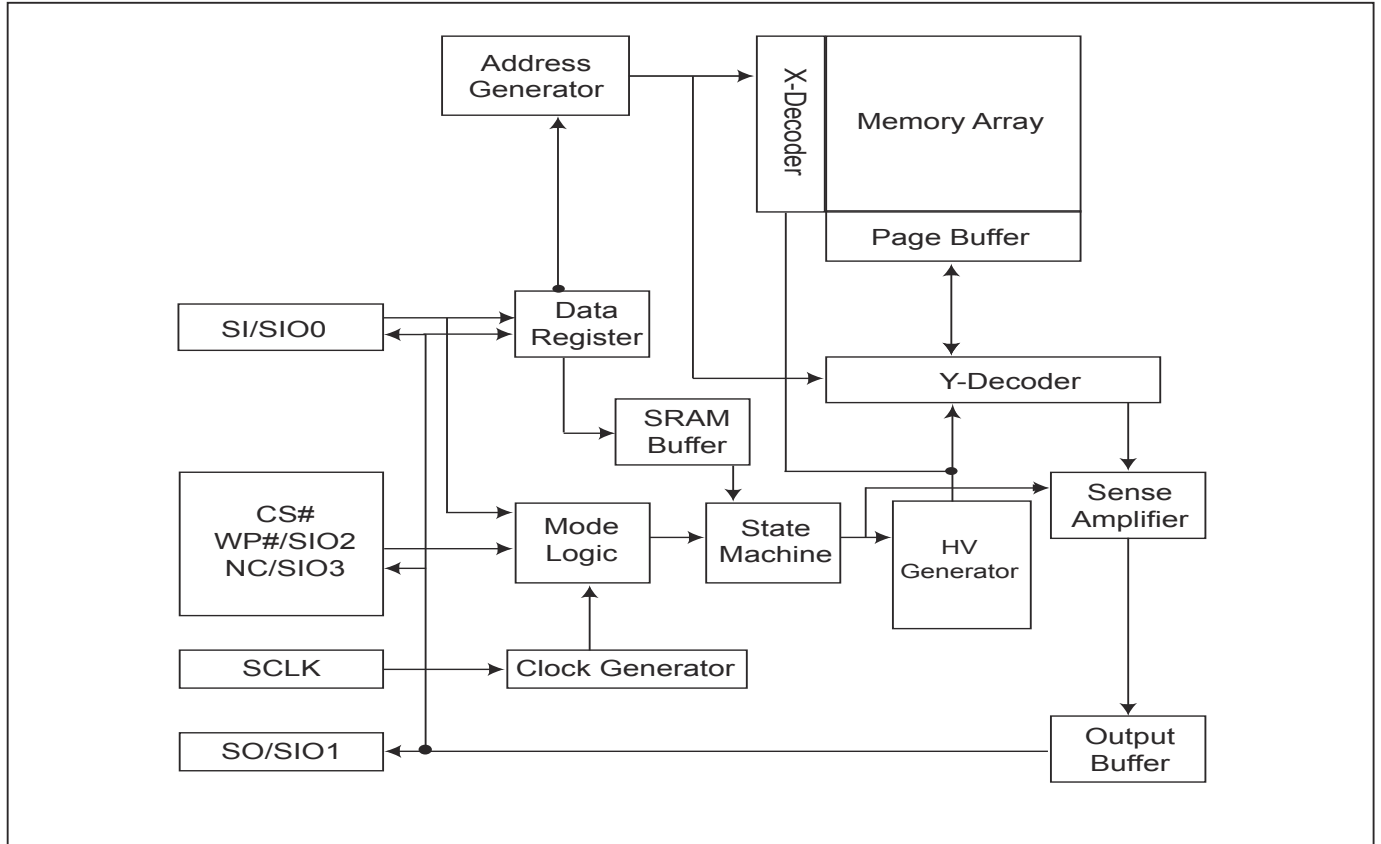 Address
Generator
X-Decoder
Memory Array
Page Buffer
SI/SIO0
Data
Register
Y-Decoder
SRAM
Buffer
CS#
WP#/SIO2
NC/SIO3
Mode
Logic
State
Machine
HV
Generator
Sense
Amplifier
SCLK
Clock Generator
SO/SIO1
Output
Buffer